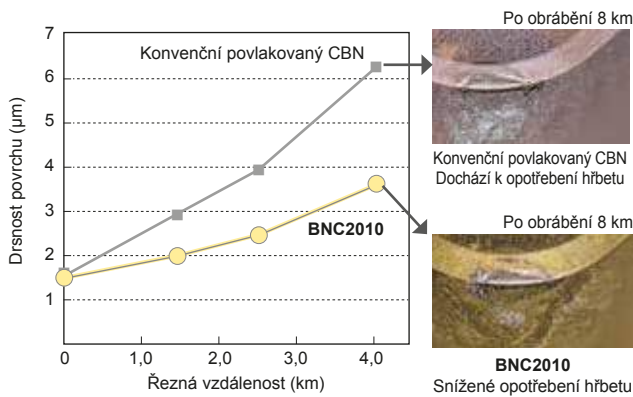 7
6
5
4
3
2
1
0
1,0
2,0
3,0
4,0
Drsnost povrchu (μm)
Řezná vzdálenost (km)
Konvenční povlakovaný CBN
BNC2010
Po obrábění 8 km
Konvenční povlakovaný CBN
Dochází k opotřebení hřbetu
Po obrábění 8 km
BNC2010
Snížené opotřebení hřbetu